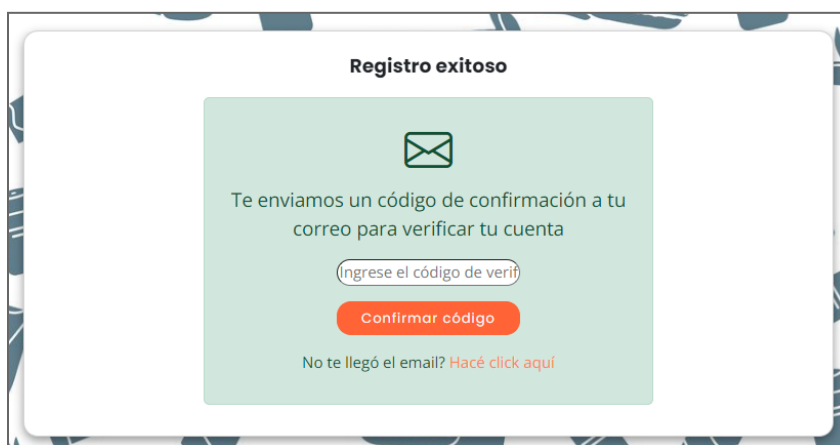 Registro exitoso
Te enviamos un código de confirmación a tu
correo para verificar tu cuenta
Ingrese el código de verif
Confirmar código
No te llegó el email? Hacé click aquí